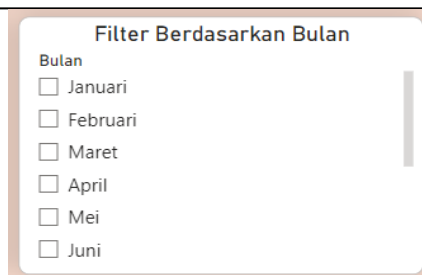 Filter Berdasarkan Bulan
Bulan
Januari
Februari
Maret
April
Mei
Juni